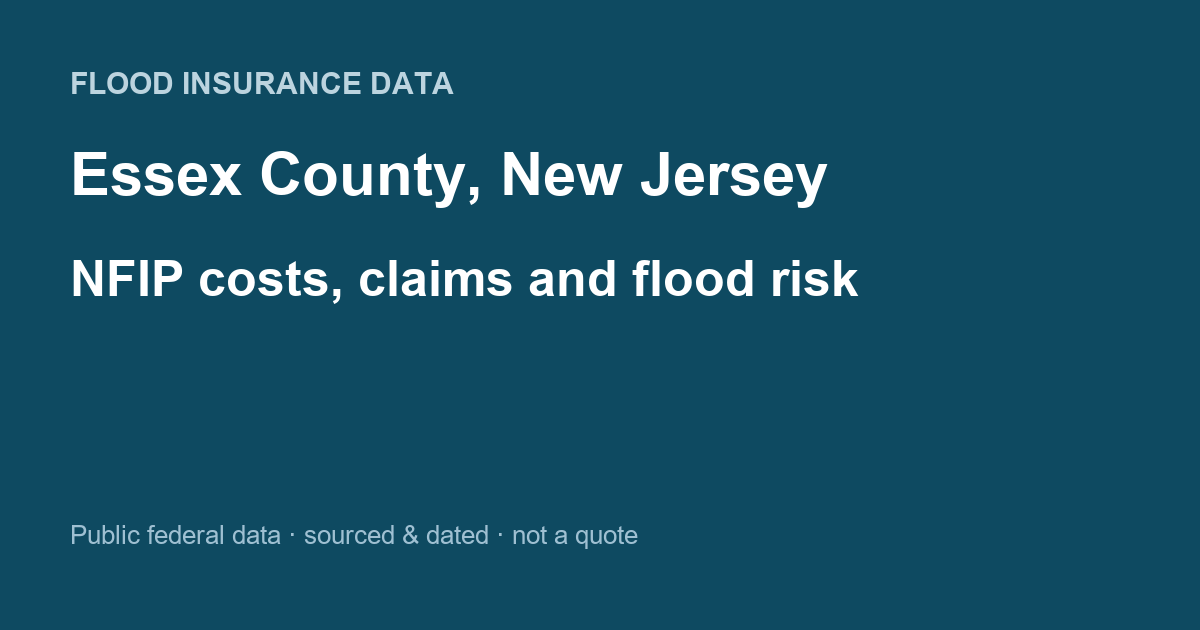 FLOOD INSURANCE DATA
Essex County, New Jersey
NFIP costs, claims and flood risk
Public federal data · sourced & dated · not a quote